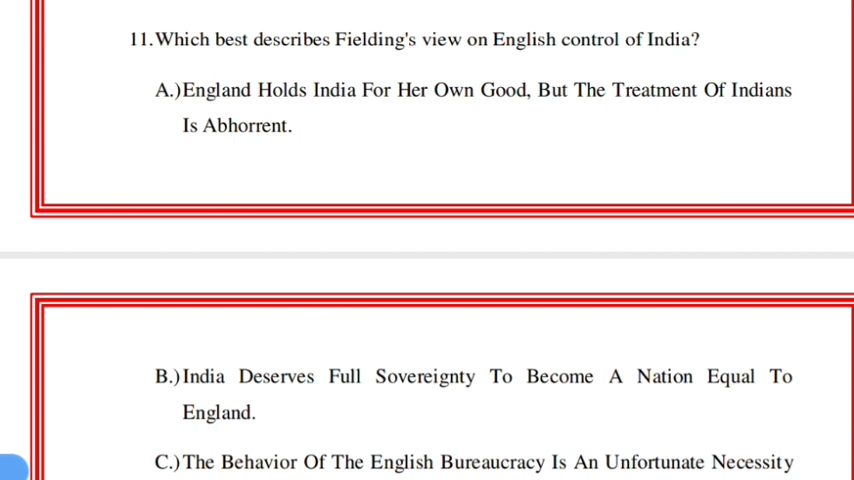 11.Which best describes Fielding's view on English control of India?
A.)England Holds India For Her Own Good, But The Treatment Of Indians
Is Abhorrent.
B.)India Deserves Full Sovereignty To Become A Nation Equal To
England.
C.)The Behavior Of The English Bureaucracy Is An Unfortunate Necessity